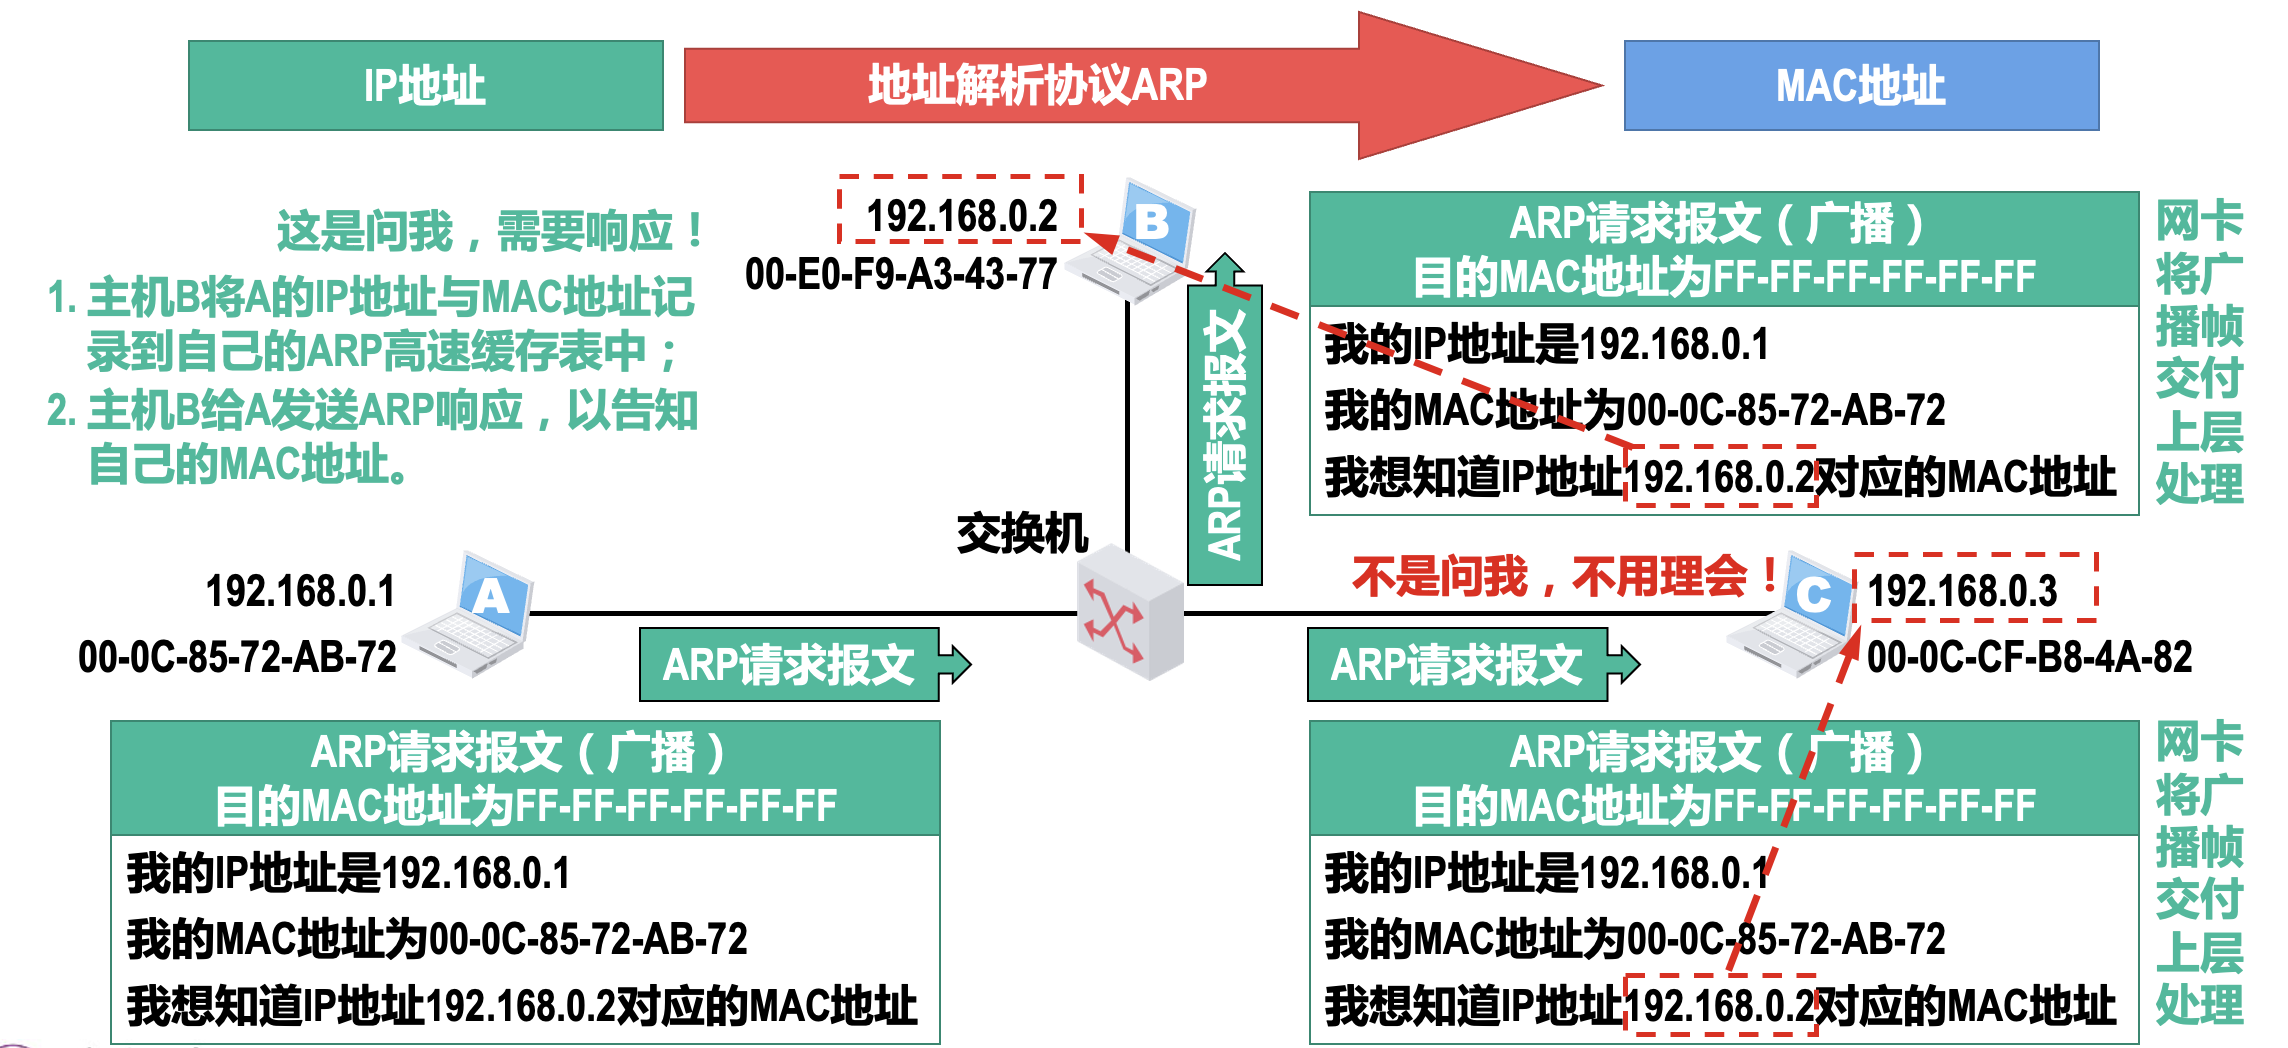 IP地址
地址解析协议ARP
MAC地址
这是问我，需要响应！
1. 主机B将A的IP地址与MAC地址记
录到自己的ARP高速缓存表中；
2. 主机B给A发送ARP响应，以告知
自己的MAC地址。
192.168.0.2
00-E0-F9-A3-43-77
B
ARP请求报文
ARP请求报文（广播）
目的MAC地址为FF-FF-FF-FF-FF-FF
我的IP地址是192.168.0.1
我的MAC地址为00-0C-85-72-AB-72
我想知道IP地址192.168.0.2对应的MAC地址
网卡
将广
播帧
交付
上层
处理
交换机
192.168.0.1
00-0C-85-72-AB-72
A
ARP请求报文
不是问我，不用理会！
ARP请求报文
C
192.168.0.3
00-0C-CF-B8-4A-82
ARP请求报文（广播）
目的MAC地址为FF-FF-FF-FF-FF-FF
我的IP地址是192.168.0.1
我的MAC地址为00-0C-85-72-AB-72
我想知道IP地址192.168.0.2对应的MAC地址
ARP请求报文（广播）
目的MAC地址为FF-FF-FF-FF-FF-FF
我的IP地址是192.168.0.1
我的MAC地址为00-0C-85-72-AB-72
我想知道IP地址192.168.0.2对应的MAC地址
网卡
将广
播帧
交付
上层
处理